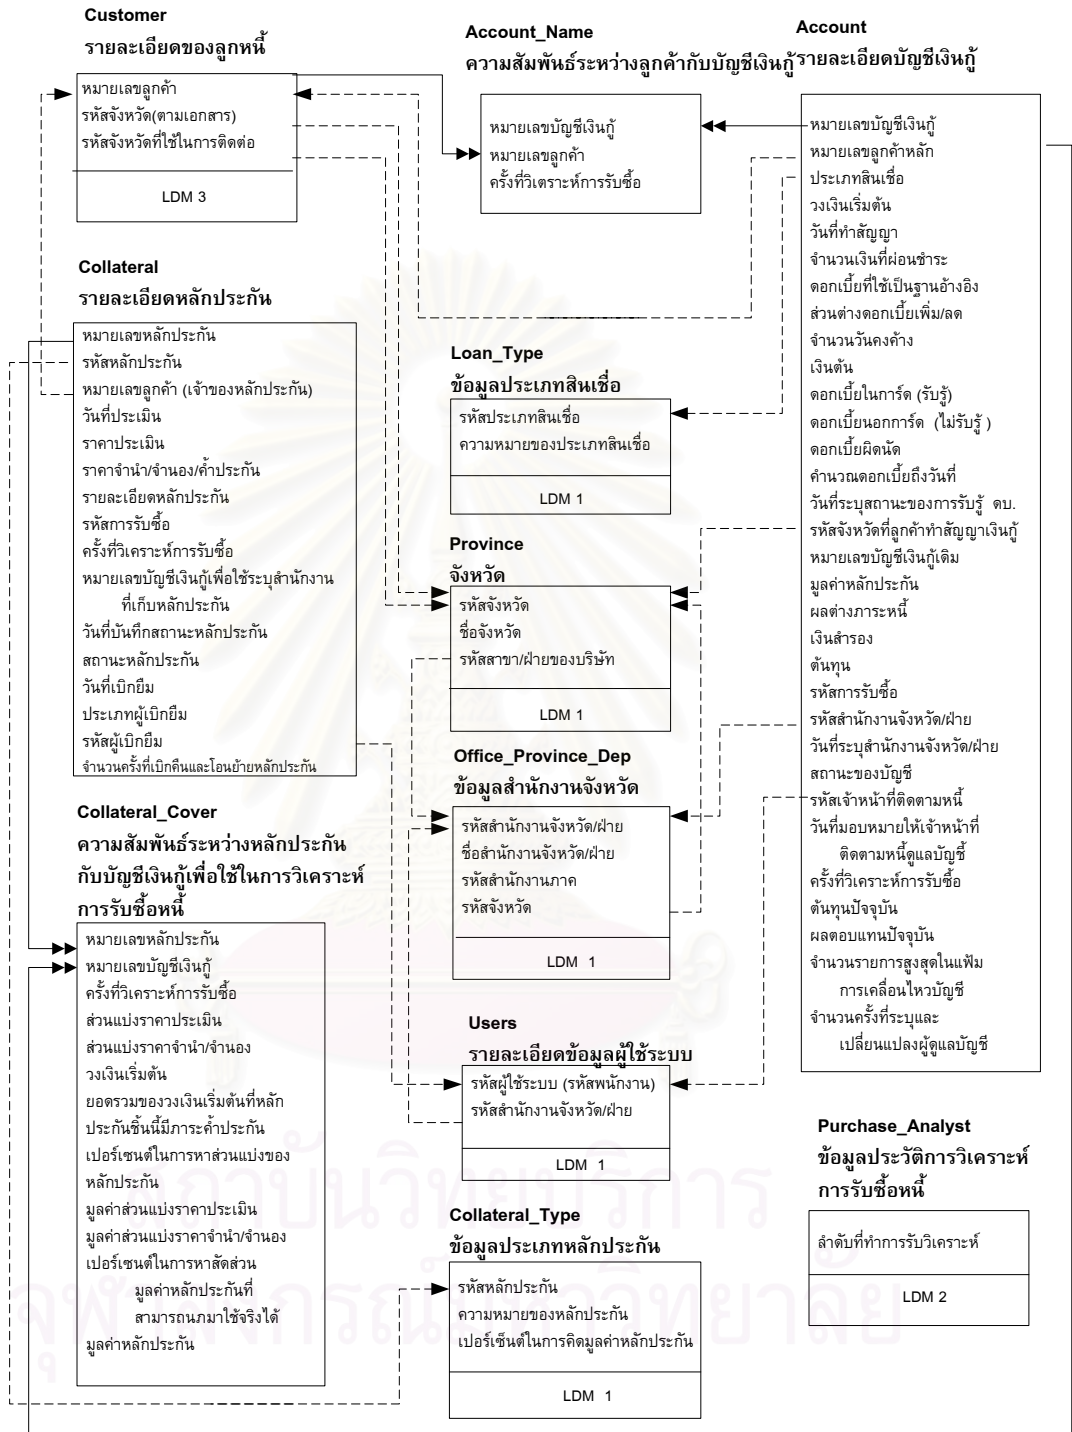 Customer
รายละเอียดของลูกหนี้
หมายเลขลูกค้า
รหัสจังหวัด(ตามเอกสาร)
รหัสจังหวัดที่ใช้ในการติดต่อ
LDM 3
Account_Name
ความสัมพันธ์ระหว่างลูกค้ากับบัญชีเงินกู้
หมายเลขบัญชีเงินกู้
หมายเลขลูกค้า
ครั้งที่วิเตราะห์การรับซื้อ
Account
รายละเอียดบัญชีเงินกู้
หมายเลขบัญชีเงินกู้
หมายเลขลูกค้าหลัก
ประเภทสินเชื่อ
วงเงินเริ่มต้น
วันที่ทำสัญญา
จำนวนเงินที่ผ่อนชำระ
ดอกเบี้ยที่ใช้เป็นฐานอ้างอิง
ส่วนต่างดอกเบี้ยเพิ่ม/ลด
จำนวนวันคงค้าง
เงินต้น
ดอกเบี้ยในการ์ด (รับรู้)
ดอกเบี้ยนอกการ์ด (ไม่รับรู้ )
ดอกเบี้ยผิดนัด
คำนวณดอกเบี้ยถึงวันที่
วันที่ระบุสถานะของการรับรู้ ดบ.
รหัสจังหวัดที่ลูกค้าทำสัญญาเงินกู้
หมายเลขบัญชีเงินกู้เดิม
มูลค่าหลักประกัน
ผลต่างภาระหนี้
เงินสำรอง
ต้นทุน
รหัสการรับซื้อ
รหัสสำนักงานจังหวัด/ฝ่าย
วันที่ระบุสำนักงานจังหวัด/ฝ่าย
สถานะของบัญชี
รหัสเจ้าหน้าที่ติดตามหนี้
วันที่มอบหมายให้เจ้าหน้าที่
ติดตามหนี้ดูแลบัญชี้
ครั้งที่วิเคราะห์การรับซื้อ
ต้นทุนปัจจุบัน
ผลตอบแทนปัจจุบัน
จำนวนรายการสูงสุดในแฟ้ม
การเคลื่อนไหวบัญชี
จำนวนครั้งที่ระบุและ
เปลี่ยนแปลงผู้ดูแลบัญชี
Collateral
รายละเอียดหลักประกัน
หมายเลขหลักประกัน
รหัสหลักประกัน
หมายเลขลูกค้า (เจ้าของหลักประกัน)
วันที่ประเมิน
ราคาประเมิน
ราคาจำนำ/จำนอง/ค้ำประกัน
รายละเอียดหลักประกัน
รหัสการรับซื้อ
ครั้งที่วิเคราะห์การรับซื้อ
หมายเลขบัญชีเงินกู้เพื่อใช้ระบุสำนักงาน
ที่เก็บหลักประกัน
วันที่บันทึกสถานะหลักประกัน
สถานะหลักประกัน
วันที่เบิกยืม
ประเภทผู้เบิกยืม
รหัสผู้เบิกยืม
จำนวนครั้งที่เบิกคืนและโอนย้ายหลักประกัน
Loan_Type
ข้อมูลประเภทสินเชื่อ
รหัสประเภทสินเชื่อ
ความหมายของประเภทสินเชื่อ
LDM 1
Province
จังหวัด
รหัสจังหวัด
ชื่อจังหวัด
รหัสสาขา/ฝ่ายของบริษัท
LDM 1
Office_Province_Dep
ข้อมูลสำนักงานจังหวัด
รหัสสำนักงานจังหวัด/ฝ่าย
ชื่อสำนักงานจังหวัด/ฝ่าย
รหัสสำนักงานภาค
รหัสจังหวัด
LDM 1
Collateral_Cover
ความสัมพันธ์ระหว่างหลักประกัน
กับบัญชีเงินกู้เพื่อใช้ในการวิเคราะห์
การรับซื้อหนี้
หมายเลขหลักประกัน
หมายเลขบัญชีเงินกู้
ครั้งที่วิเคราะห์การรับซื้อ
ส่วนแบ่งราคาประเมิน
ส่วนแบ่งราคาจำนำ/จำนอง
วงเงินเริ่มต้น
ยอดรวมของวงเงินเริ่มต้นที่หลัก
ประกันชิ้นนี้มีภาระค้ำประกัน
เปอร์เซนต์ในการหาส่วนแบ่งของ
หลักประกัน
มูลค่าส่วนแบ่งราคาประเมิน
มูลค่าส่วนแบ่งราคาจำนำ/จำนอง
เปอร์เซนต์ในการหาสัดส่วน
มูลค่าหลักประกันที่
สามารถนภมาใช้จริงได้
มูลค่าหลักประกัน
Users
รายละเอียดข้อมูลผู้ใช้ระบบ
รหัสผู้ใช้ระบบ (รหัสพนักงาน)
รหัสสำนักงานจังหวัด/ฝ่าย
LDM 1
Collateral_Type
ข้อมูลประเภทหลักประกัน
รหัสหลักประกัน
ความหมายของหลักประกัน
เปอร์เซ็นต์ในการคิดมูลค่าหลักประกัน
LDM 1
Purchase_Analyst
ข้อมูลประวัติการวิเคราะห์
การรับซื้อหนี้
ลำดับที่ทำการรับวิเคราะห์
LDM 2
สถาบันวิทยบริการ
จุฬาลงกรณ์มหาวิทยาลัย